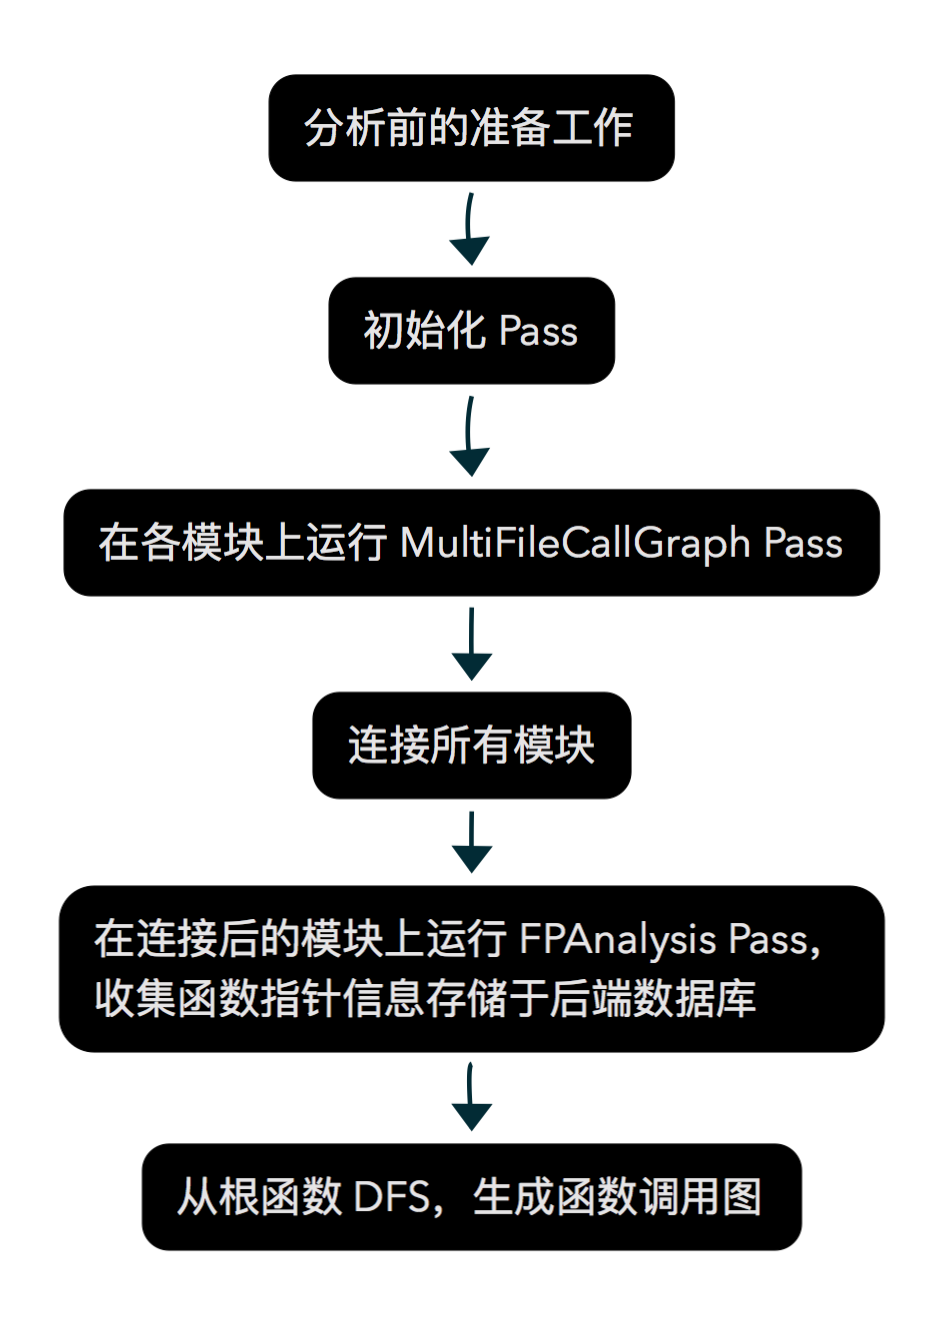 分析前的准备工作
初始化 Pass
在各模块上运行 MultiFileCallGraph Pass
连接所有模块
在连接后的模块上运行 FPAnalysis Pass，
收集函数指针信息存储于后端数据库
从根函数 DFS，生成函数调用图